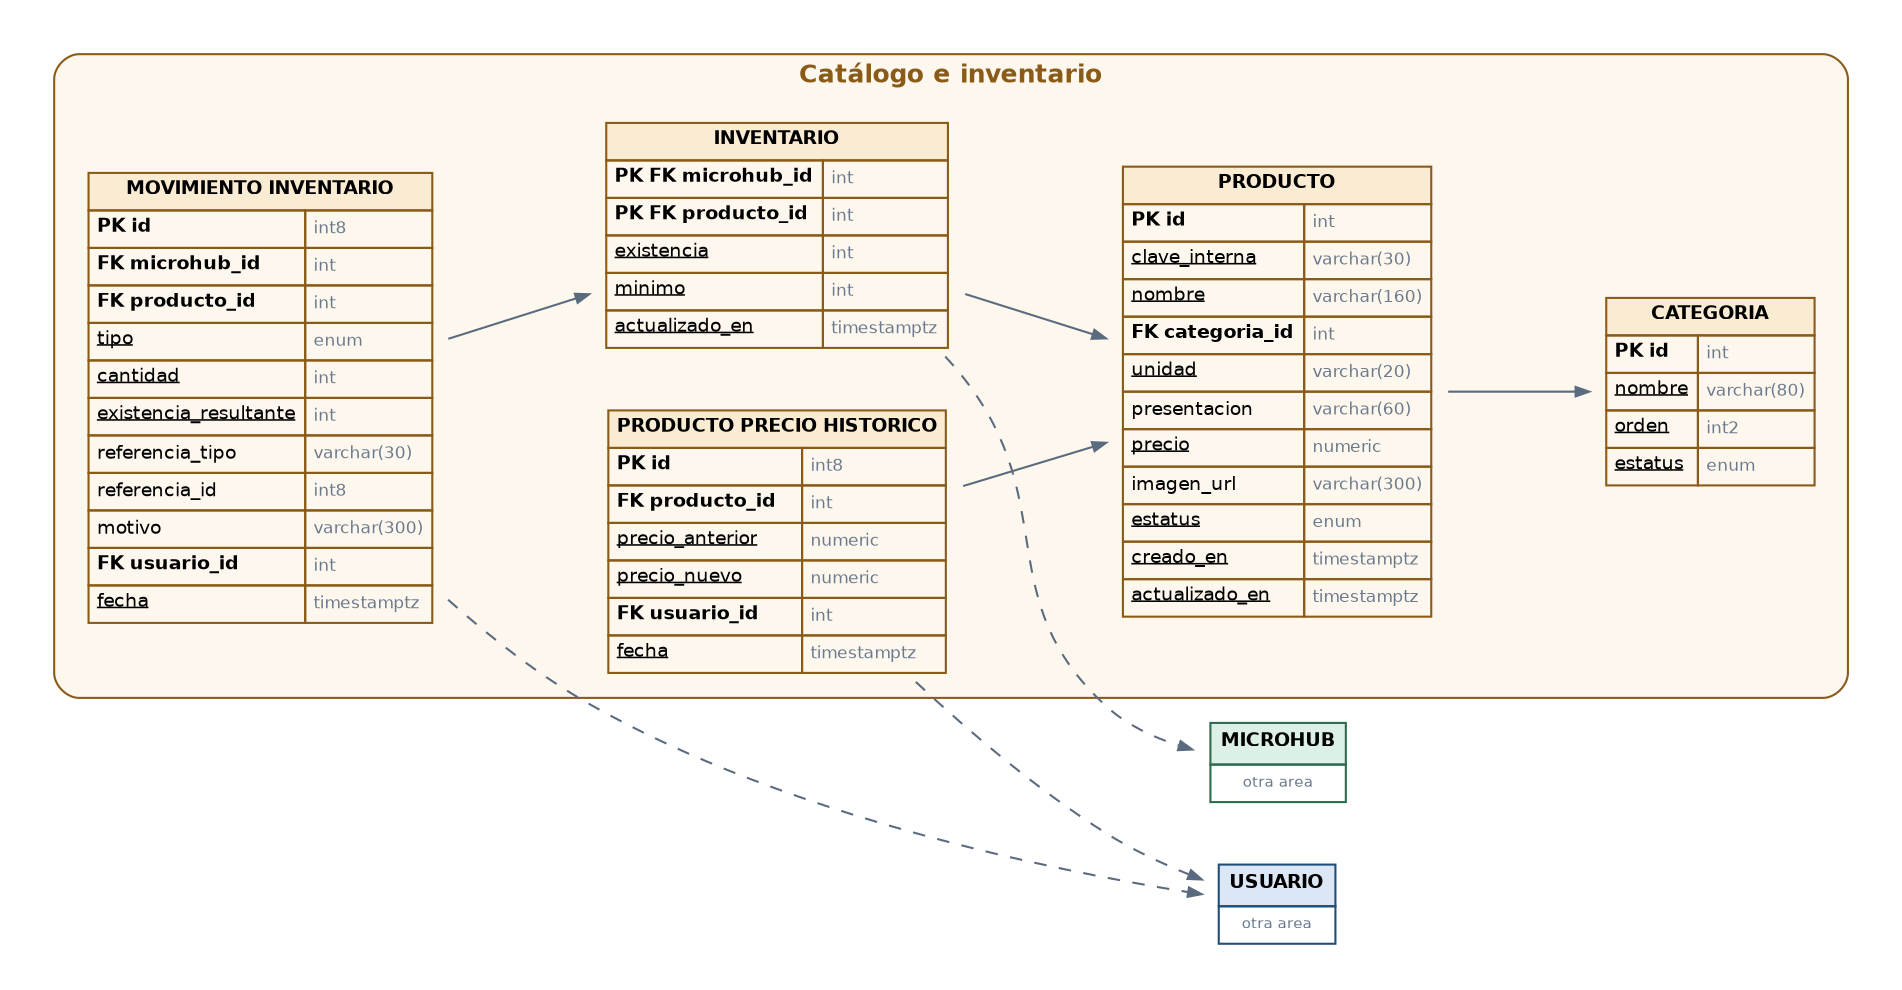 Catálogo e inventario
MOVIMIENTO INVENTARIO
PK id int8
FK microhub_id int
FK producto_id int
tipo enum
cantidad int
existencia_resultante int
referencia_tipo varchar(30)
referencia_id int8
motivo varchar(300)
FK usuario_id int
fecha timestamptz
INVENTARIO
PK FK microhub_id int
PK FK producto_id int
existencia int
minimo int
actualizado_en timestamptz
PRODUCTO PRECIO HISTORICO
PK id int8
FK producto_id int
precio_anterior numeric
precio_nuevo numeric
FK usuario_id int
fecha timestamptz
PRODUCTO
PK id int
clave_interna varchar(30)
nombre varchar(160)
FK categoria_id int
unidad varchar(20)
presentacion varchar(60)
precio numeric
imagen_url varchar(300)
estatus enum
creado_en timestamptz
actualizado_en timestamptz
CATEGORIA
PK id int
nombre varchar(80)
orden int2
estatus enum
MICROHUB
otra area
USUARIO
otra area